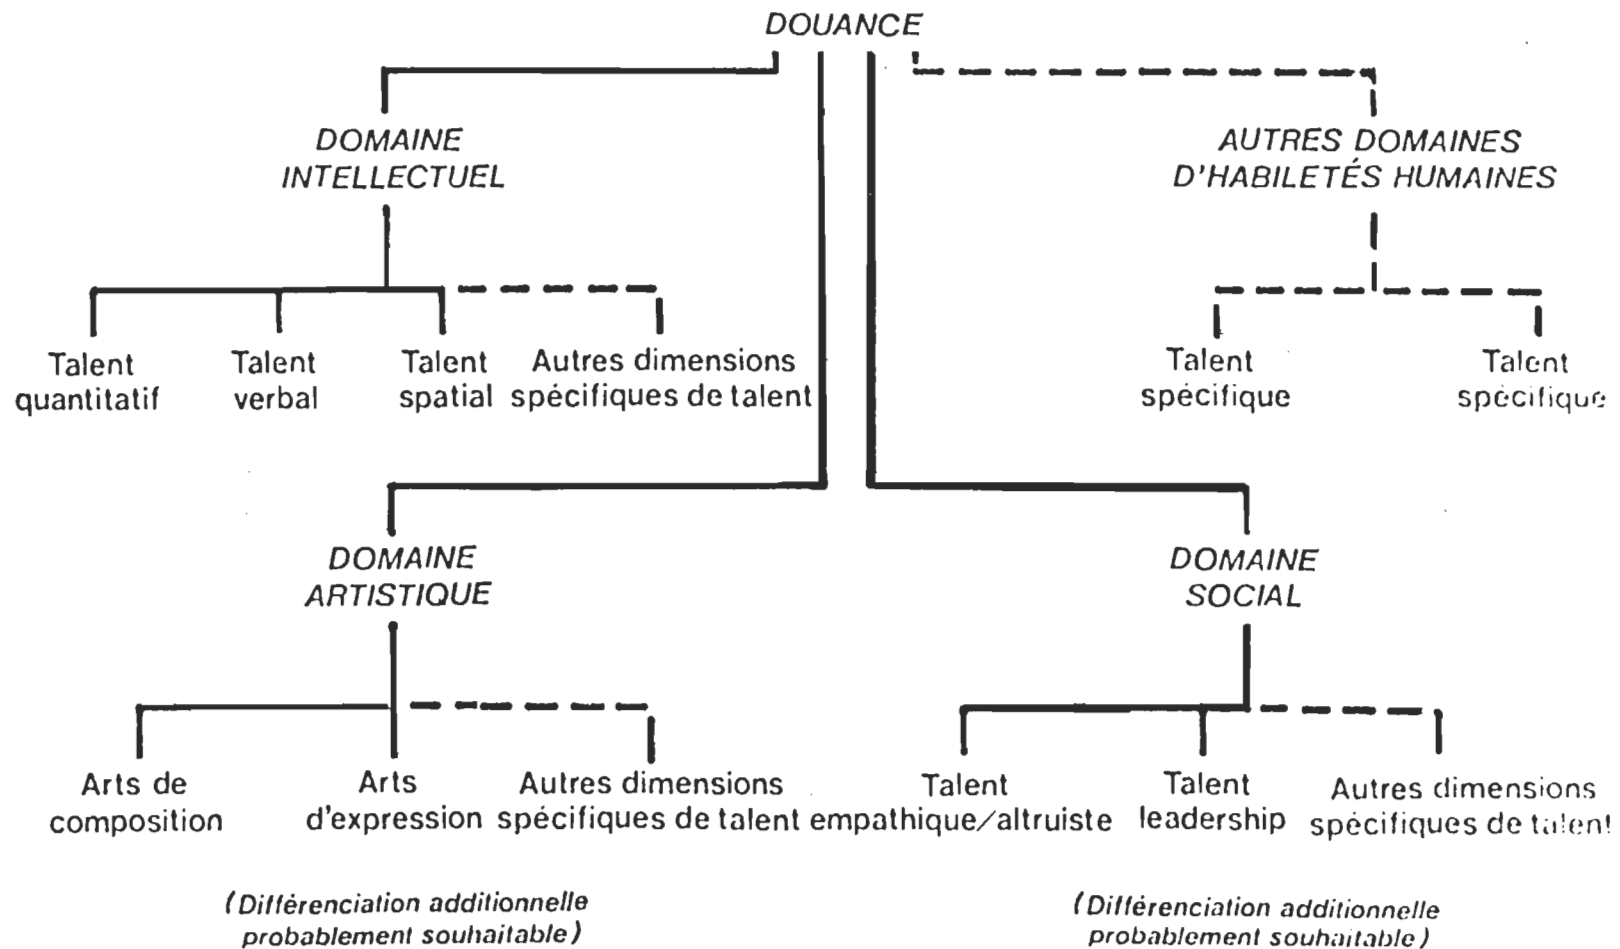 DOUANCE
DOMAINE
INTELLECTUEL
AUTRES DOMAINES
D'HABILETÉS HUMAINES
Talent
quantitatif
Talent
verbal
Talent
spatial
Autres dimensions
spécifiques de talent
Talent
spécifique
Talent
spécifique
DOMAINE
ARTISTIQUE
DOMAINE
SOCIAL
Arts de
composition
Arts
d'expression
Autres dimensions
spécifiques de talent
Talent
empathique/altruiste
Talent
leadership
Autres dimensions
spécifiques de talent
(Différenciation additionnelle
probablement souhaitable)
(Différenciation additionnelle
probablement souhaitable)